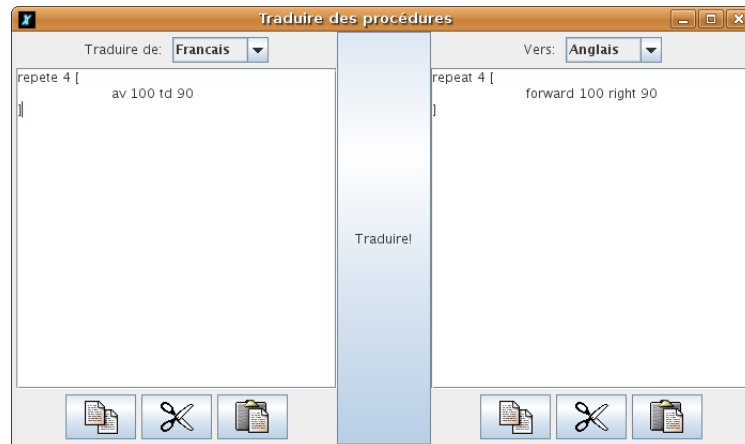 Traduire des procédures
Traduire de: Francais
Vers: Anglais
repete 4 [
av 100 td 90
]
Traduire!
repeat 4 [
forward 100 right 90
]